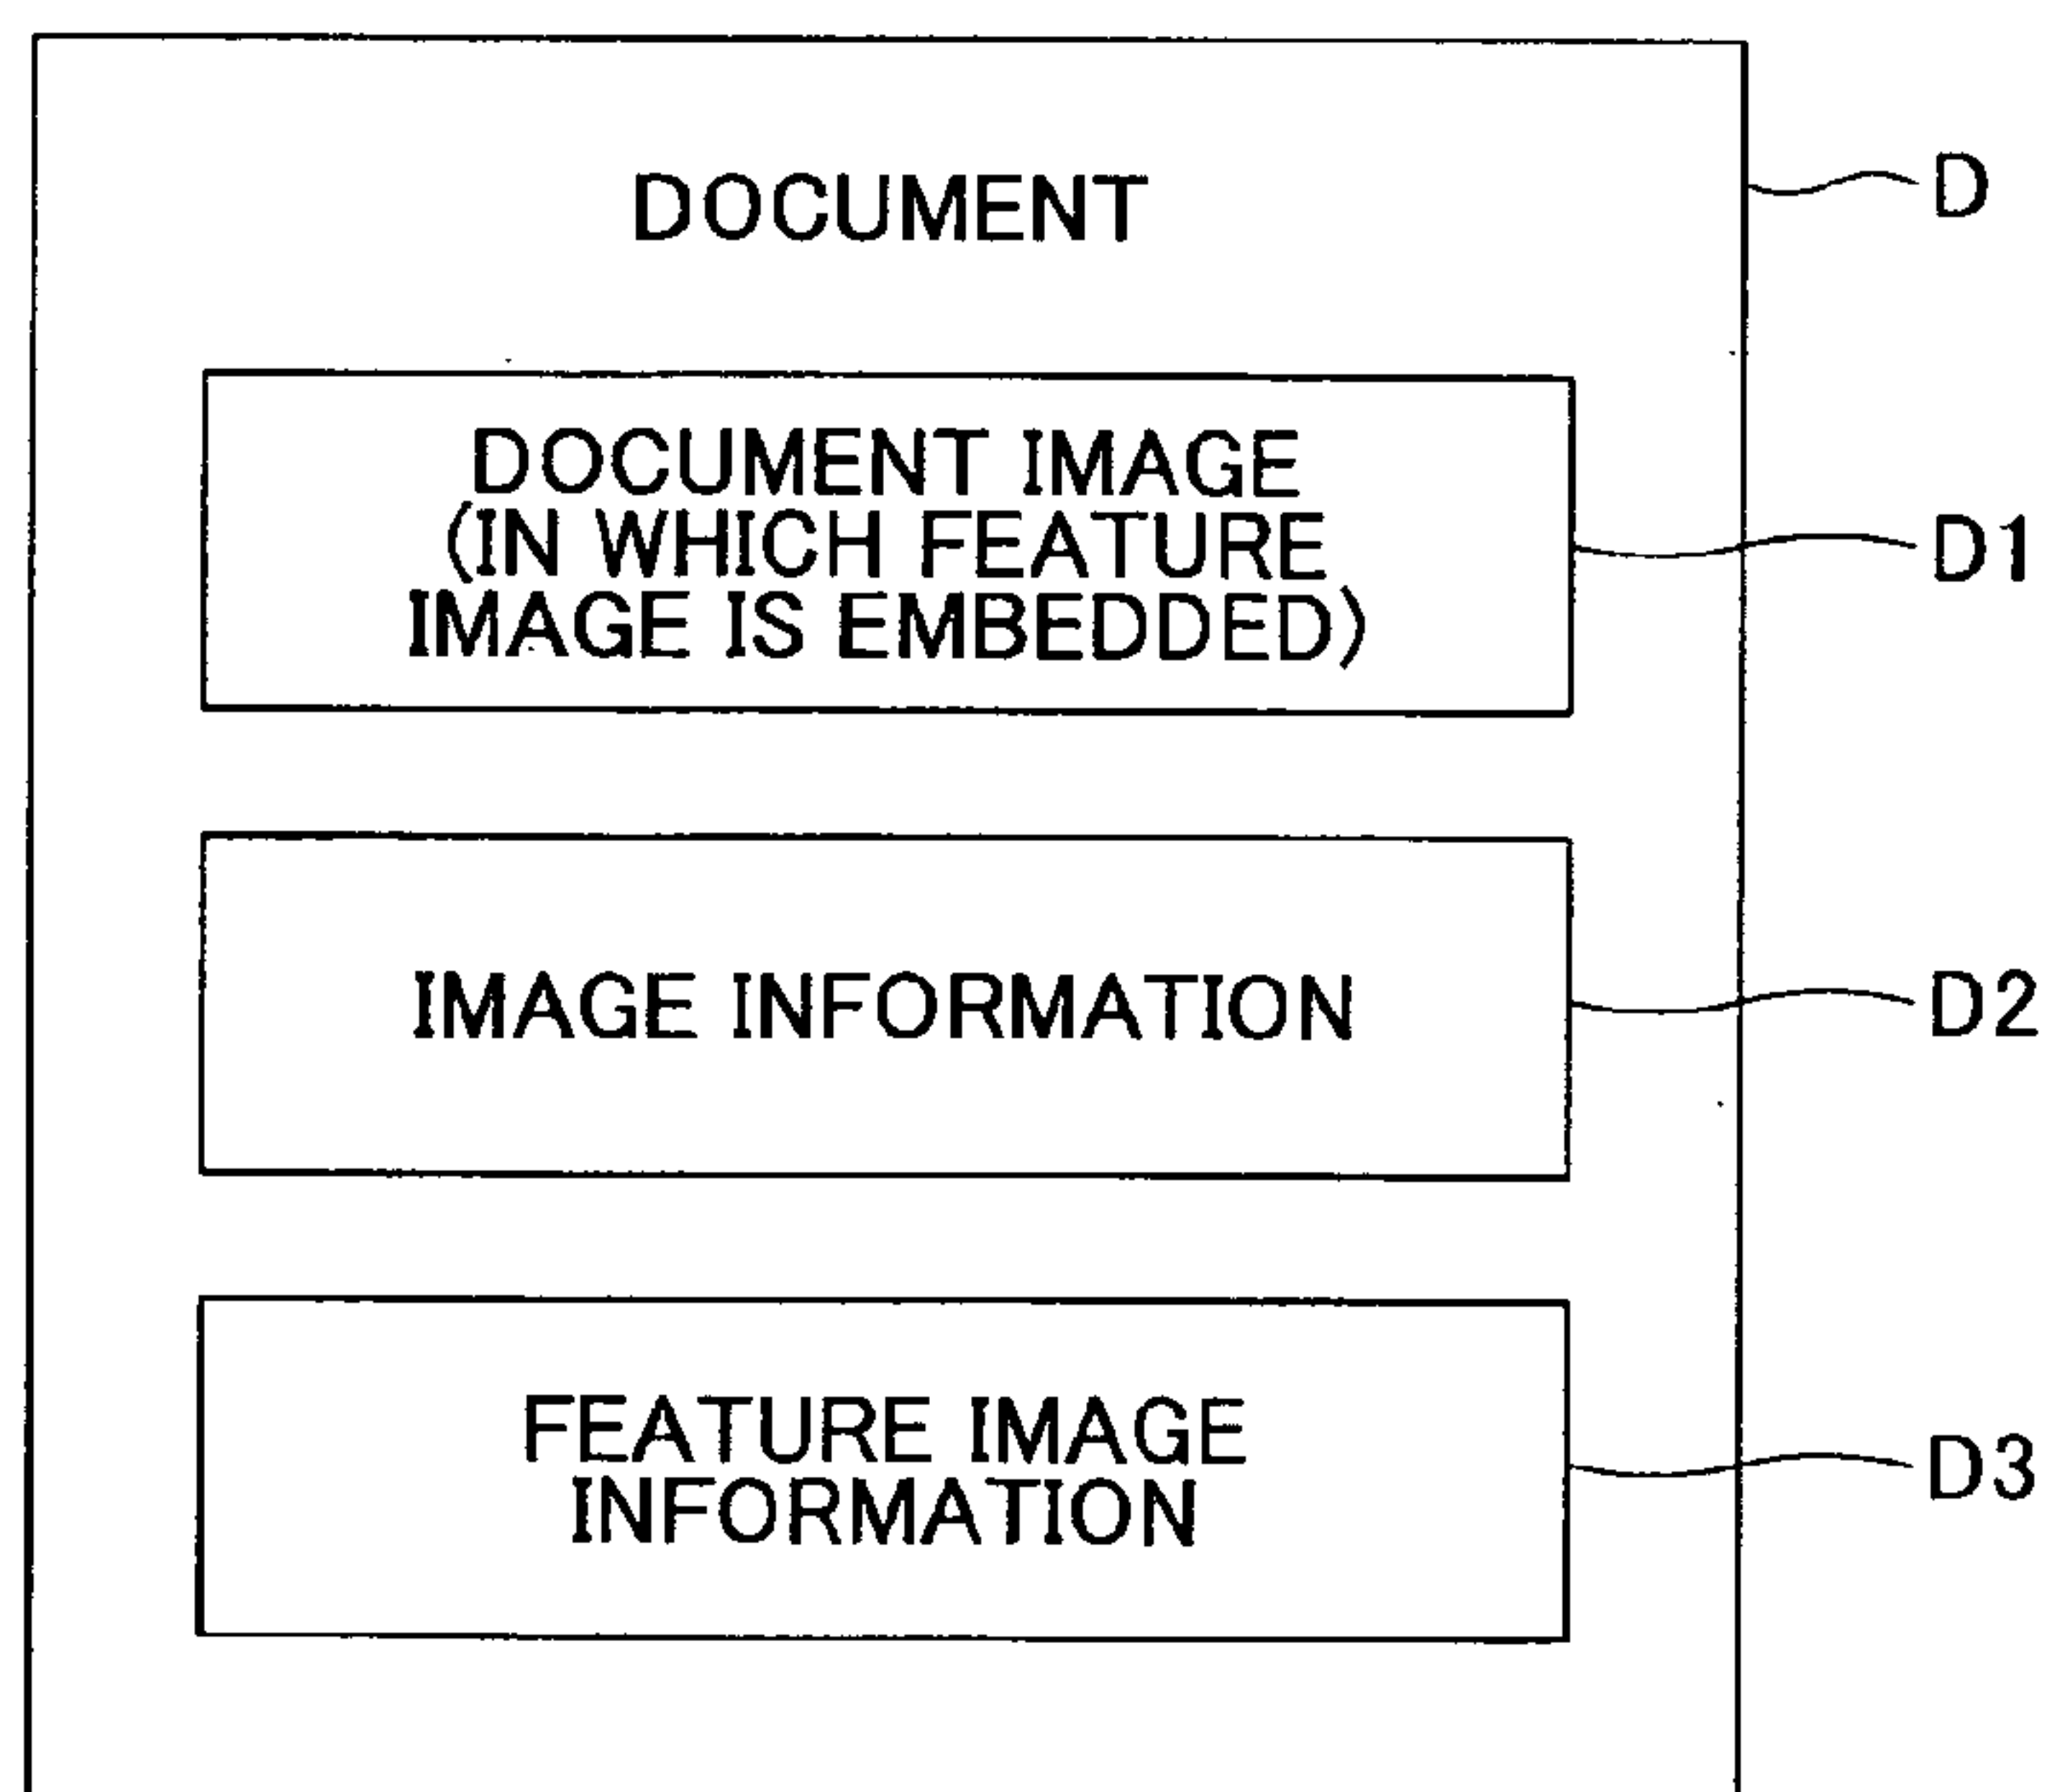 DOCUMENT
D
DOCUMENT IMAGE
(IN WHICH FEATURE
IMAGE IS EMBEDDED)
D1
IMAGE INFORMATION
D2
FEATURE IMAGE
INFORMATION
D3